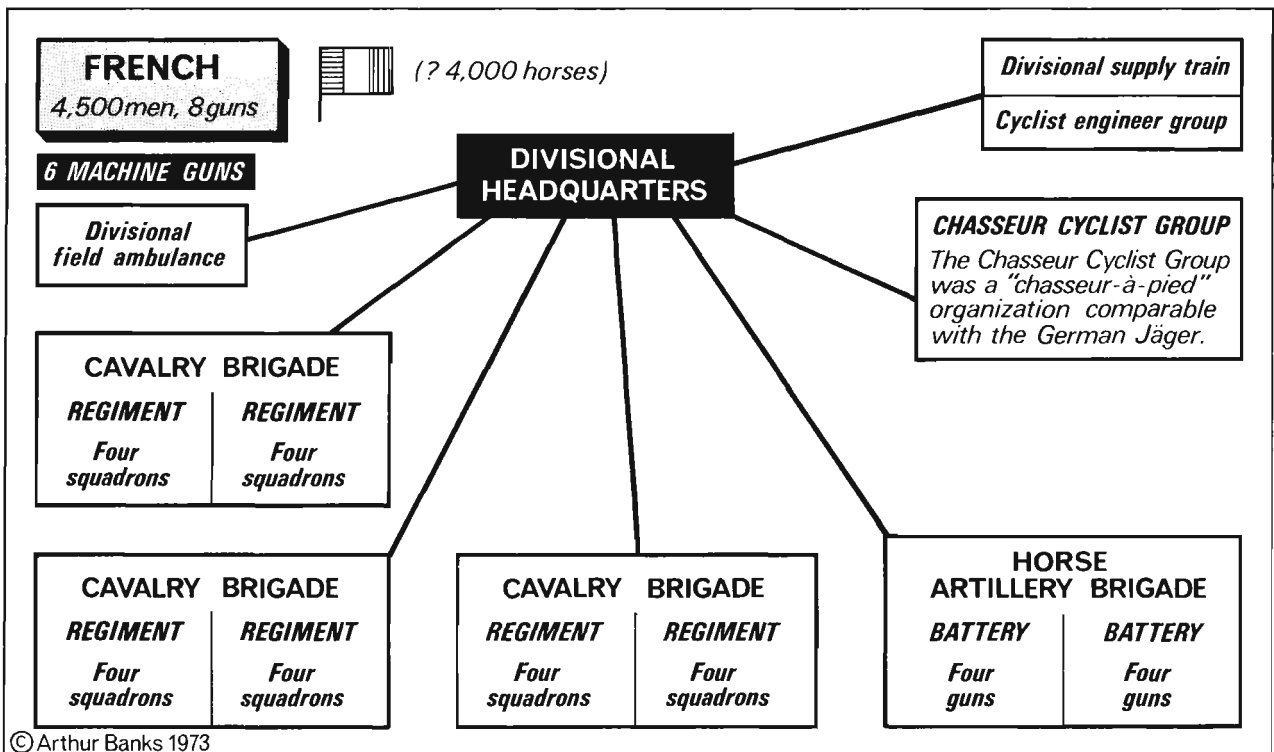 FRENCH
4,500men, 8guns
(? 4,000 horses)
6 MACHINE GUNS
Divisional
field ambulance
DIVISIONAL
HEADQUARTERS
Divisional supply train
Cyclist engineer group
CHASSEUR CYCLIST GROUP
The Chasseur Cyclist Group
was a "chasseur-à-pied"
organization comparable
with the German Jäger.
CAVALRY BRIGADE
REGIMENT REGIMENT
Four Four
squadrons squadrons
CAVALRY BRIGADE
REGIMENT REGIMENT
Four Four
squadrons squadrons
CAVALRY BRIGADE
REGIMENT REGIMENT
Four Four
squadrons squadrons
HORSE
ARTILLERY BRIGADE
BATTERY BATTERY
Four Four
guns guns
© Arthur Banks 1973